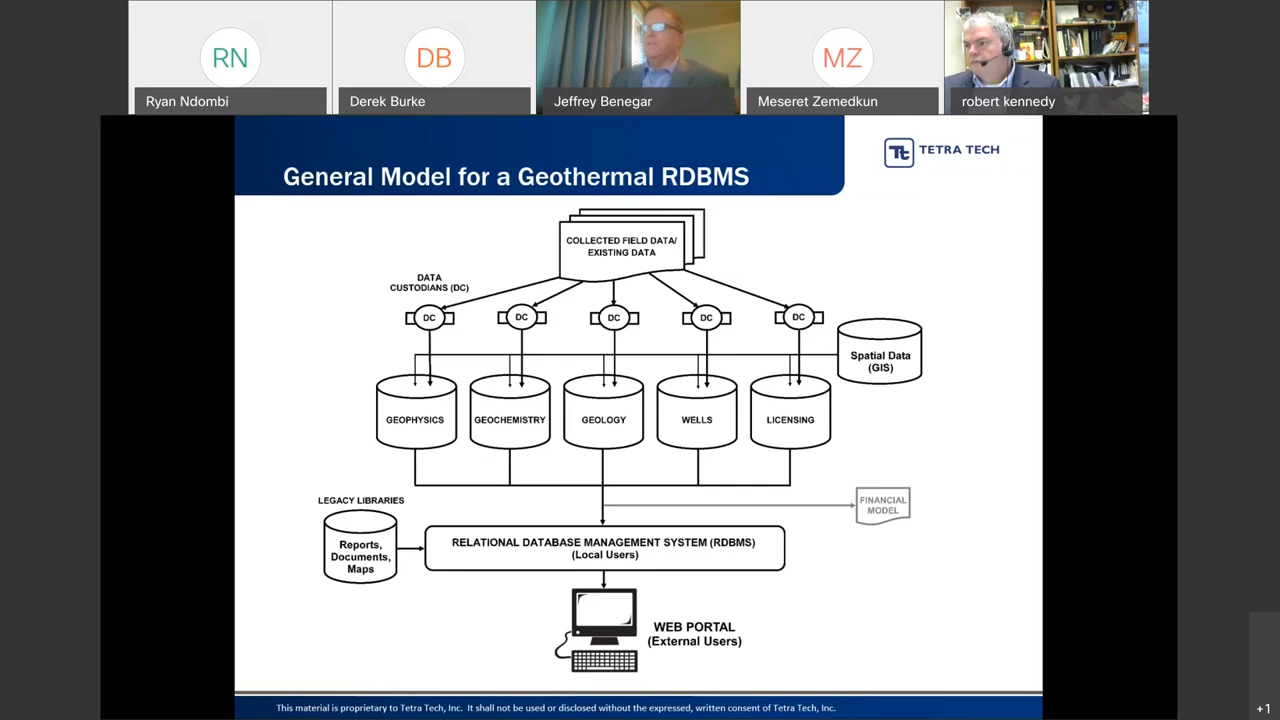 RN
DB
MZ
Ryan Ndombi
Derek Burke
Jeffrey Benegar
Meseret Zemedkun
robert kennedy
General Model for a Geothermal RDBMS
Tt TETRA TECH
COLLECTED FIELD DATA/
EXISTING DATA
DATA
CUSTODIANS (DC)
DC
DC
DC
DC
DC
Spatial Data
(GIS)
GEOPHYSICS
GEOCHEMISTRY
GEOLOGY
WELLS
LICENSING
LEGACY LIBRARIES
FINANCIAL
MODEL
Reports,
Documents,
Maps
RELATIONAL DATABASE MANAGEMENT SYSTEM (RDBMS)
(Local Users)
WEB PORTAL
(External Users)
This material is proprietary to Tetra Tech, Inc. It shall not be used or disclosed without the expressed, written consent of Tetra Tech, Inc.
+1